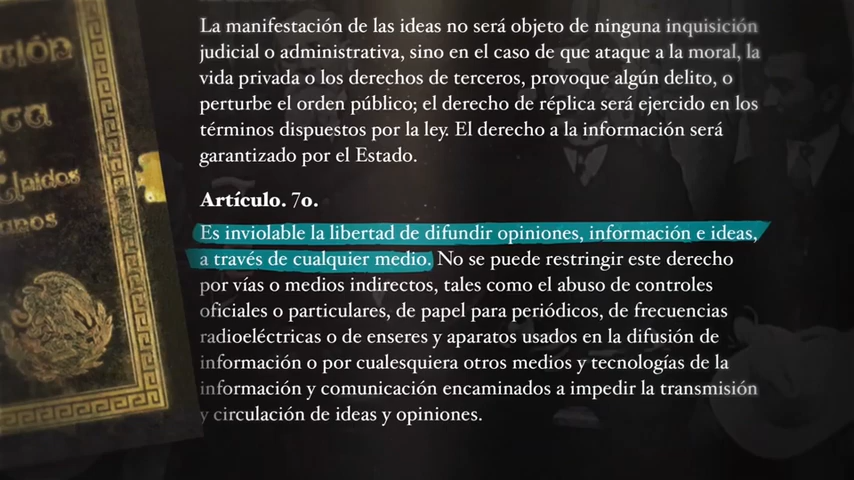 La manifestación de las ideas no será objeto de ninguna inquisición
judicial o administrativa, sino en el caso de que ataque a la moral, la
vida privada o los derechos de terceros, provoque algún delito, o
perturbe el orden público; el derecho de réplica será ejercido en los
términos dispuestos por la ley. El derecho a la información será
garantizado por el Estado.
Artículo. 7o.
Es inviolable la libertad de difundir opiniones, información e ideas,
a través de cualquier medio. No se puede restringir este derecho
por vías o medios indirectos, tales como el abuso de controles
oficiales o particulares, de papel para periódicos, de frecuencias
radioeléctricas o de enseres y aparatos usados en la difusión de
información o por cualesquiera otros medios y tecnologías de la
información y comunicación encaminados a impedir la transmisión
y circulación de ideas y opiniones.